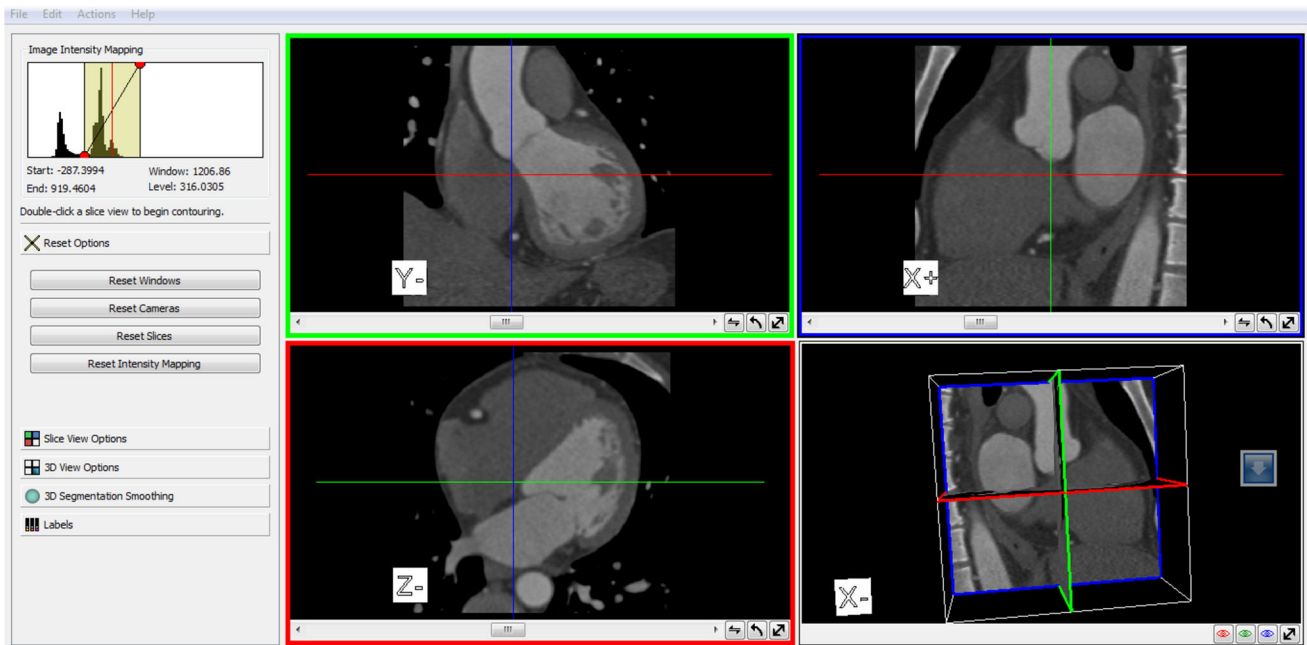 File Edit Actions Help
Image Intensity Mapping
Start: -287.3994 Window: 1206.86
End: 919.4604 Level: 316.0305
Double-click a slice view to begin contouring.
Reset Options
Reset Windows
Reset Cameras
Reset Slices
Reset Intensity Mapping
Slice View Options
3D View Options
3D Segmentation Smoothing
Labels
Y-
X+
Z-
X-